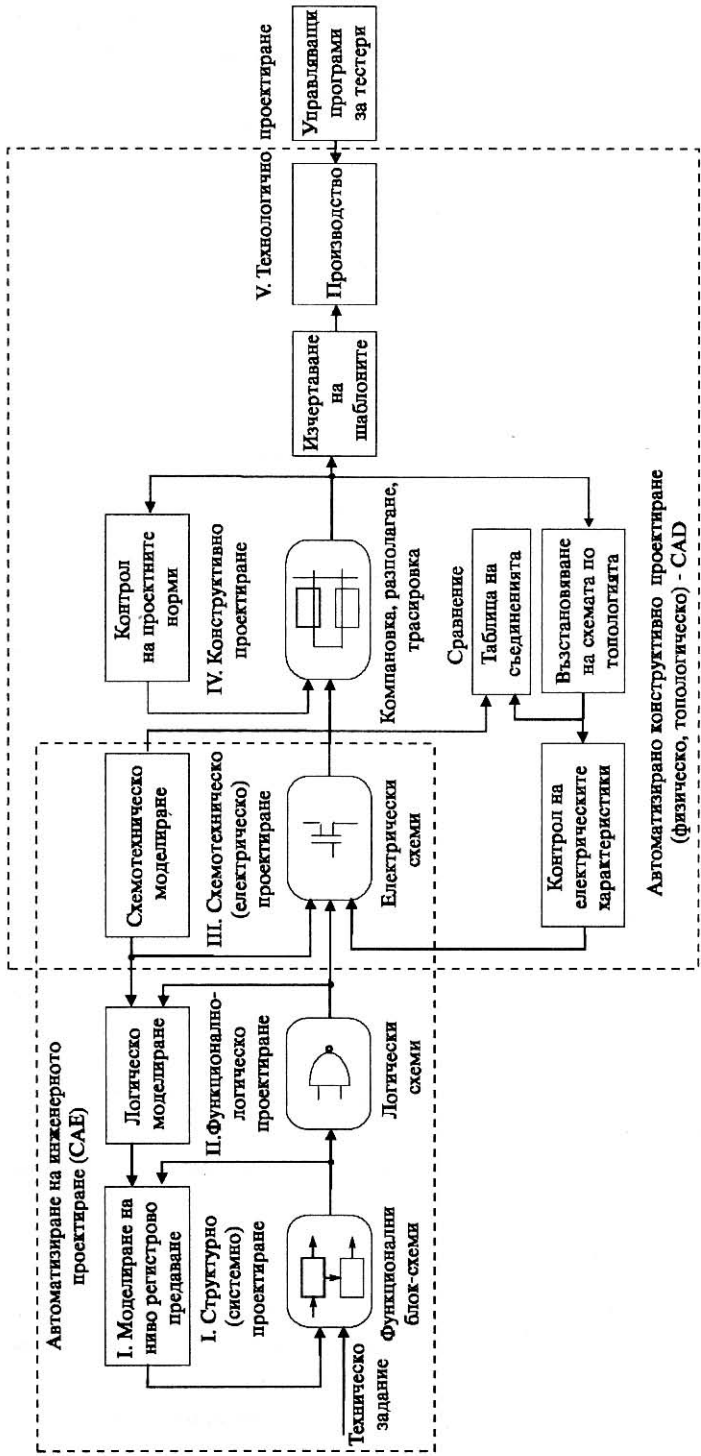 Автоматизиране на инженерното
проектиране (CAE)
I. Моделиране на
ниво регистрово
предаване
Логическо
моделиране
Схемотехническо
моделиране
Контрол
на проектните
норми
I. Структурно
(системно)
проектиране
II.Функционално-
логическо
проектиране
III. Схемотехническо
(електрическо)
проектиране
IV. Конструктивно
проектиране
V. Технологично проектиране
Техническо
задание
Функционални
блок-схеми
Логически
схеми
Електрически
схеми
Компановка, разполагане,
трасировка
Изчертаване
на
шаблоните
Производство
Управляващи
програми
за тестери
Сравнение
Таблица на
съединенията
Контрол на
електрическите
характеристики
Възстановяване
на схемата по
топологията
Автоматизирано конструктивно проектиране
(физическо, топологическо) - CAD